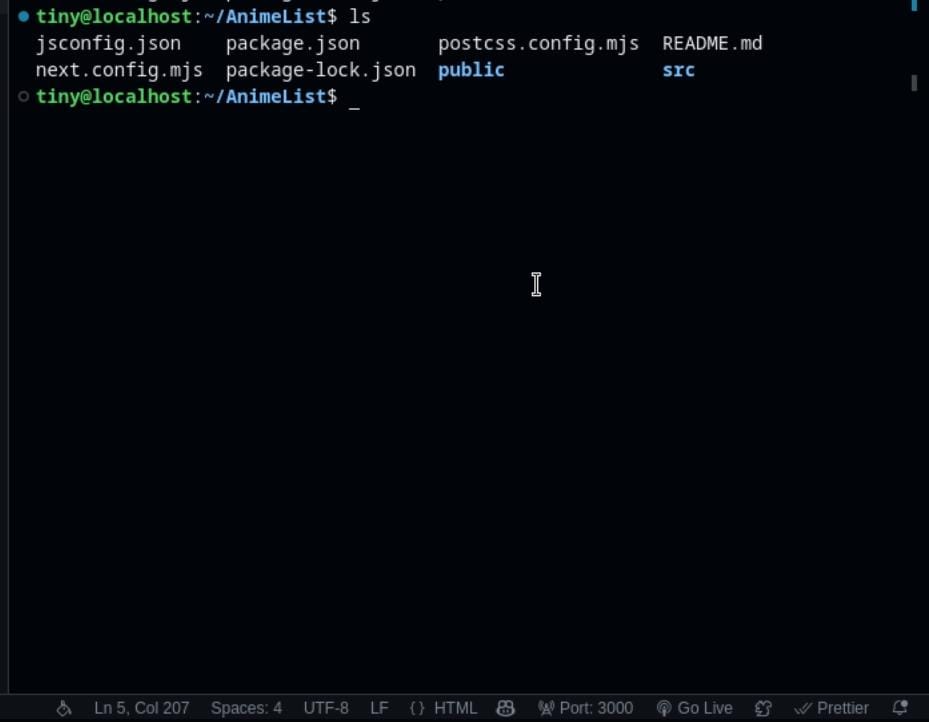 tiny@localhost:~/AnimeList$ ls
jsconfig.json package.json postcss.config.mjs README.md
next.config.mjs package-lock.json public src
tiny@localhost:~/AnimeList$ _
Ln 5, Col 207 Spaces: 4 UTF-8 LF {} HTML Port: 3000 Go Live Prettier